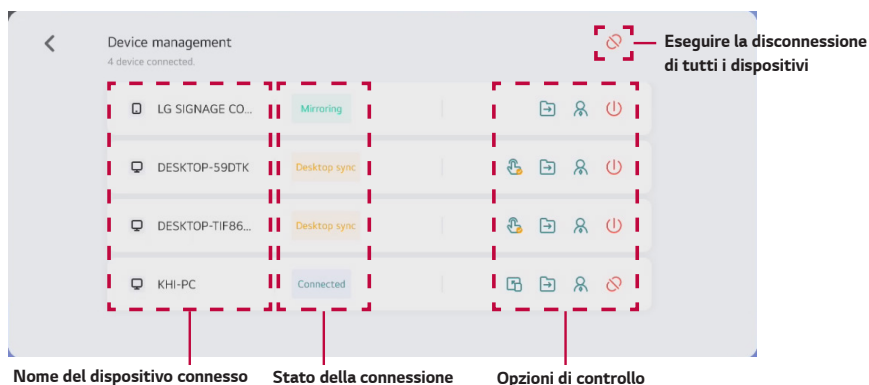 Device management
4 device connected.
Eseguire la disconnessione
di tutti i dispositivi
LG SIGNAGE CO... Mirroring
DESKTOP-59DTK Desktop sync
DESKTOP-TIF86... Desktop sync
KHI-PC Connected
Nome del dispositivo connesso Stato della connessione Opzioni di controllo